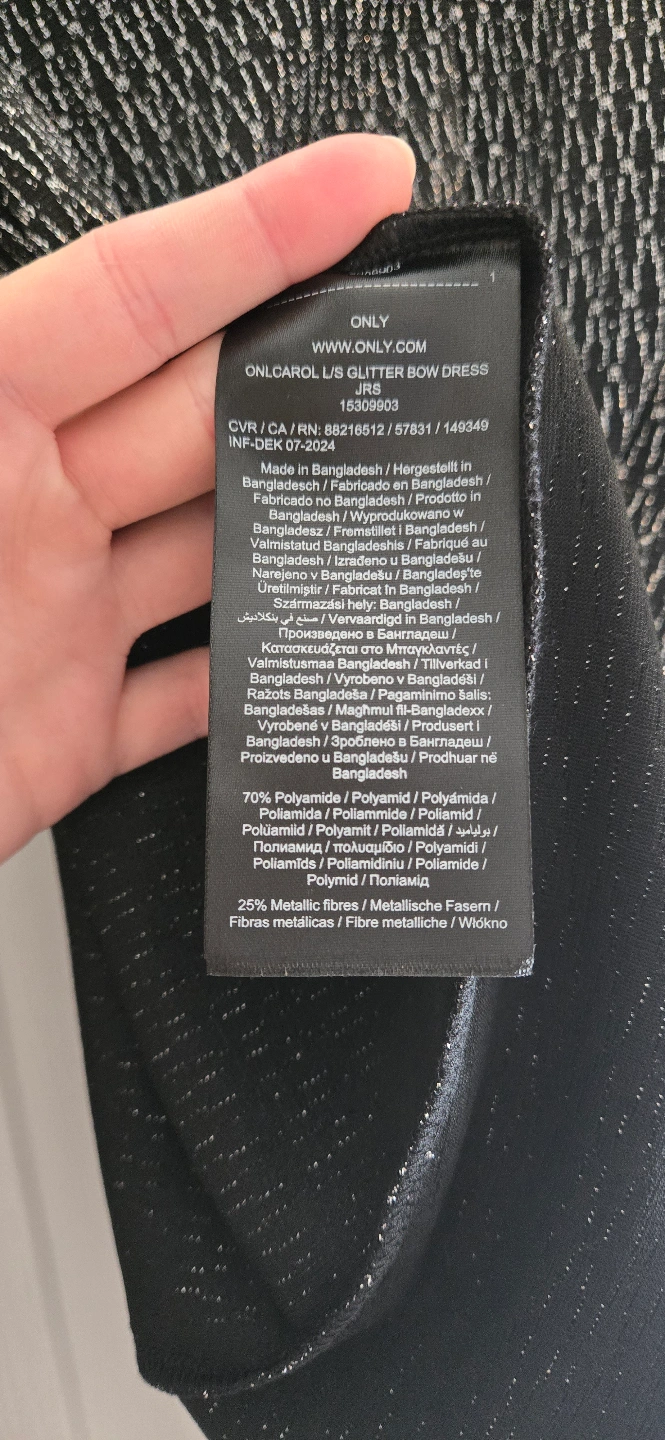 1
ONLY
WWW.ONLY.COM
ONLCAROL L/S GLITTER BOW DRESS
JRS
15309903
CVR / CA / RN: 88216512 / 57831 / 149349
INF-DEK 07-2024
Made in Bangladesh / Hergestellt in
Bangladesch / Fabricado en Bangladesh /
Fabricado no Bangladesh / Prodotto in
Bangladesh / Wyprodukowano w
Bangladesz / Fremstillet i Bangladesh /
Valmistatud Bangladeshis / Fabriqué au
Bangladesh / Izrađeno u Bangladešu /
Narejeno v Bangladešu / Bangladeş'te
Üretilmiştir / Fabricat în Bangladesh /
Származási hely: Bangladesh /
صنع في بنكلاديش / Vervaardigd in Bangladesh /
Произведено в Бангладеш /
Κατασκευάζεται στο Μπαγκλαντές /
Valmistusmaa Bangladesh / Tillverkad i
Bangladesh / Vyrobeno v Bangladéši /
Ražots Bangladeša / Pagaminimo šalis:
Bangladešas / Magħmul fil-Bangladexx /
Vyrobené v Bangladéši / Produsert i
Bangladesh / Зроблено в Бангладеш /
Proizvedeno u Bangladešu / Prodhuar në
Bangladesh
70% Polyamide / Polyamid / Polyámida /
Poliamida / Poliammide / Poliamid /
Polüamiid / Polyamit / Poliamidă / بوليامید /
Полиамид / πολυαμίδιο / Polyamidi /
Poliamīds / Poliamidiniu / Poliamide /
Polymid / Поліамід
25% Metallic fibres / Metallische Fasern /
Fibras metálicas / Fibre metalliche / Włókno